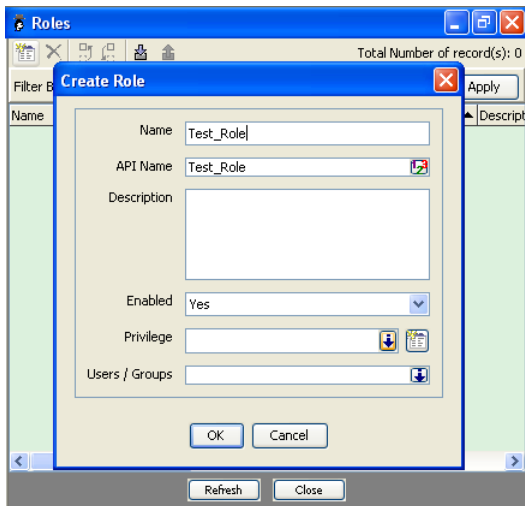 Roles
Total Number of record(s): 0
Filter B
Apply
Name
Descript
Create Role
Name
Test_Role
API Name
Test_Role
Description
Enabled
Yes
Privilege
Users / Groups
OK
Cancel
Refresh
Close